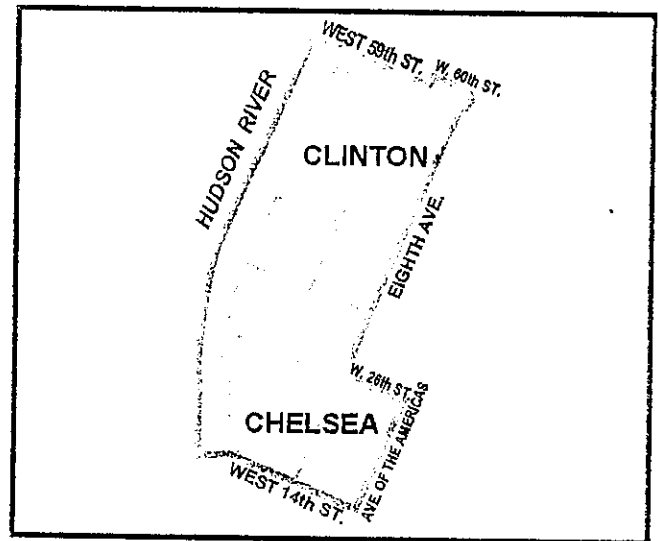 WEST 59th ST.
W. 60th ST.
HUDSON RIVER
CLINTON
EIGHTH AVE.
W. 26th ST.
AVE. OF THE AMERICAS
CHELSEA
WEST 14th ST.